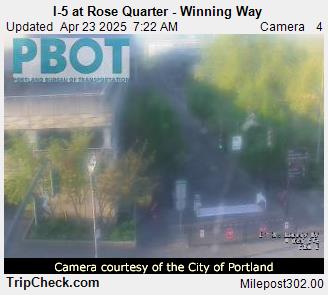 I-5 at Rose Quarter - Winning Way
Updated Apr 23 2025 7:22 AM Camera 4
PBOT
PORTLAND BUREAU OF TRANSPORTATION
Camera courtesy of the City of Portland
TripCheck.com Milepost302.00